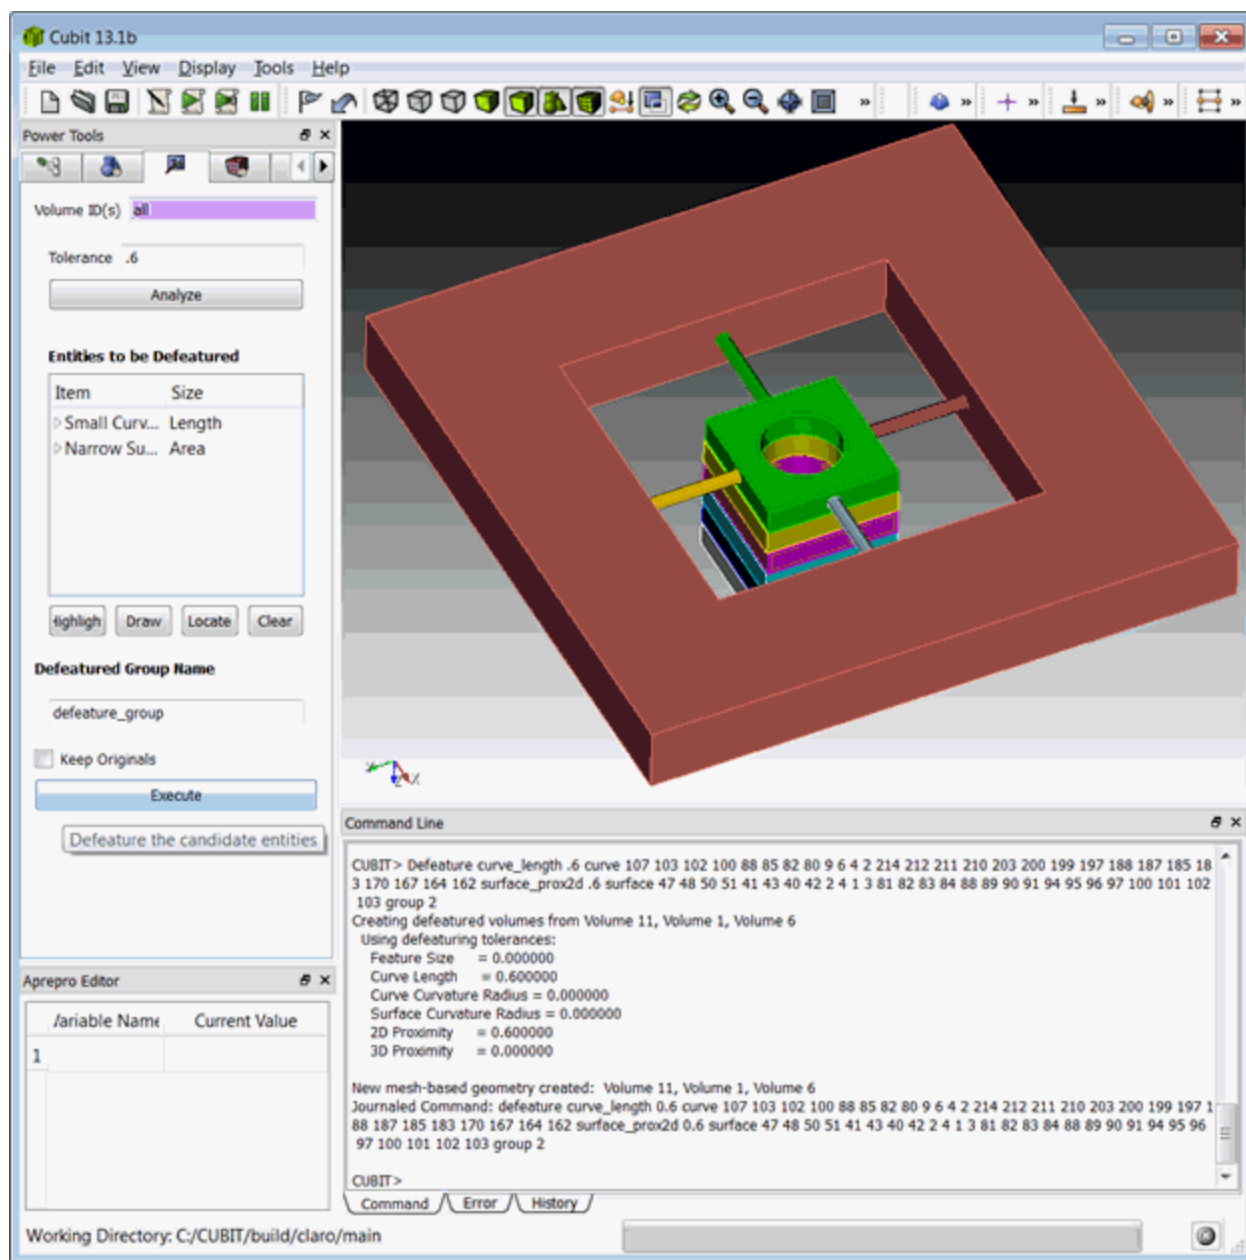 Cubit 13.1b
File Edit View Display Tools Help
Power Tools
Volume ID(s) all
Tolerance .6
Analyze
Entities to be Defeatured
Item Size
Small Curv... Length
Narrow Su... Area
Highligh Draw Locate Clear
Defeatured Group Name
defeature_group
Keep Originals
Execute
Defeature the candidate entities
Aprepro Editor
Variable Name Current Value
1
X
Command Line
CUBIT> Defeature curve_length .6 curve 107 103 102 100 88 85 82 80 9 6 4 2 214 212 211 210 203 200 199 197 188 187 185 18
3 170 167 164 162 surface_prox2d .6 surface 47 48 50 51 41 43 40 42 2 4 1 3 81 82 83 84 88 89 90 91 94 95 96 97 100 101 102
103 group 2
Creating defeatured volumes from Volume 11, Volume 1, Volume 6
Using defeaturing tolerances:
Feature Size = 0.000000
Curve Length = 0.600000
Curve Curvature Radius = 0.000000
Surface Curvature Radius = 0.000000
2D Proximity = 0.600000
3D Proximity = 0.000000
New mesh-based geometry created: Volume 11, Volume 1, Volume 6
Journaled Command: defeature curve_length 0.6 curve 107 103 102 100 88 85 82 80 9 6 4 2 214 212 211 210 203 200 199 197 1
88 187 185 183 170 167 164 162 surface_prox2d 0.6 surface 47 48 50 51 41 43 40 42 2 4 1 3 81 82 83 84 88 89 90 91 94 95 96
97 100 101 102 103 group 2
CUBIT>
Command Error History
Working Directory: C:/CUBIT/build/claro/main